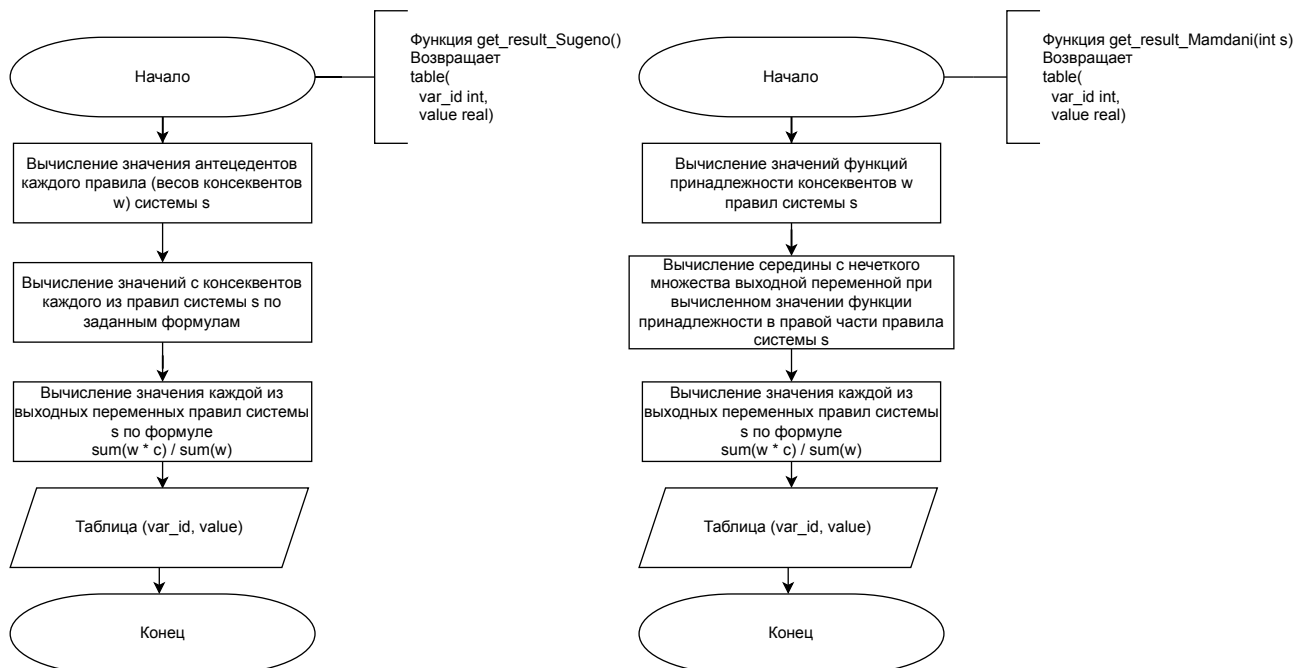 Начало
Функция get_result_Sugeno()
Возвращает
table(
var_id int,
value real)
Вычисление значения антецедентов
каждого правила (весов консеквентов
w) системы s
Вычисление значений c консеквентов
каждого из правил системы s по
заданным формулам
Вычисление значения каждой из
выходных переменных правил системы
s по формуле
sum(w * c) / sum(w)
Таблица (var_id, value)
Конец
Начало
Функция get_result_Mamdani(int s)
Возвращает
table(
var_id int,
value real)
Вычисление значений функций
принадлежности консеквентов w
правил системы s
Вычисление середины c нечеткого
множества выходной переменной при
вычисленном значении функции
принадлежности в правой части правила
системы s
Вычисление значения каждой из
выходных переменных правил системы
s по формуле
sum(w * c) / sum(w)
Таблица (var_id, value)
Конец